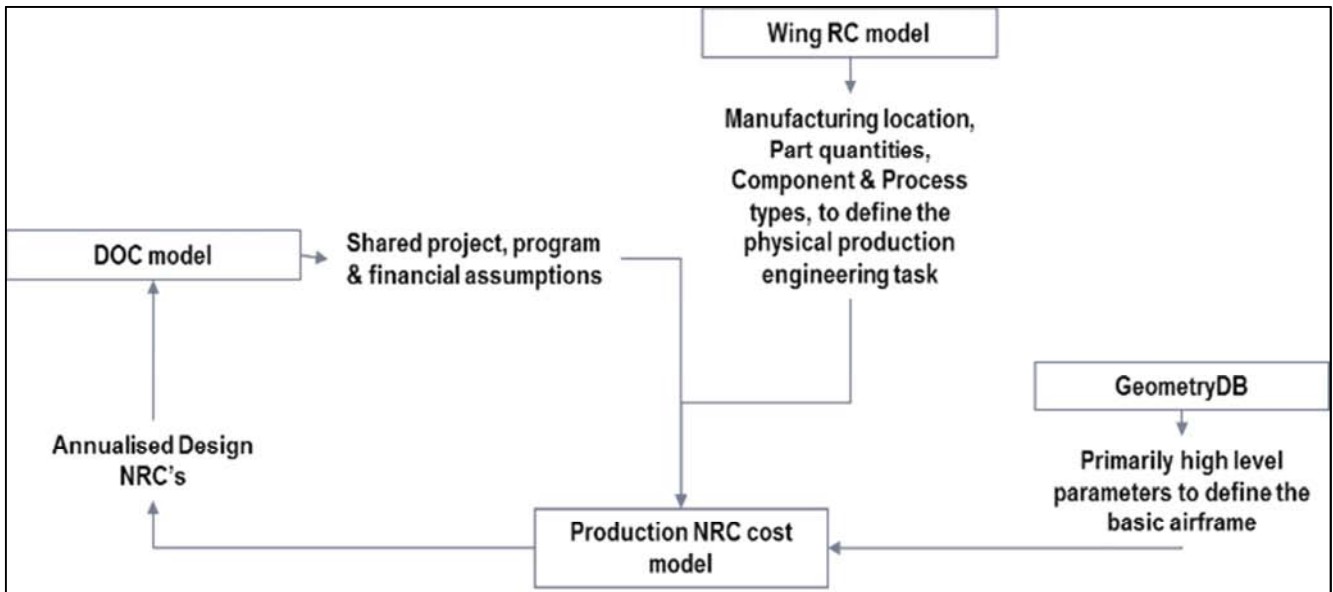 Wing RC model
Manufacturing location,
Part quantities,
Component & Process
types, to define the
physical production
engineering task
DOC model
Shared project, program
& financial assumptions
GeometryDB
Primarily high level
parameters to define the
basic airframe
Annualised Design
NRC's
Production NRC cost
model